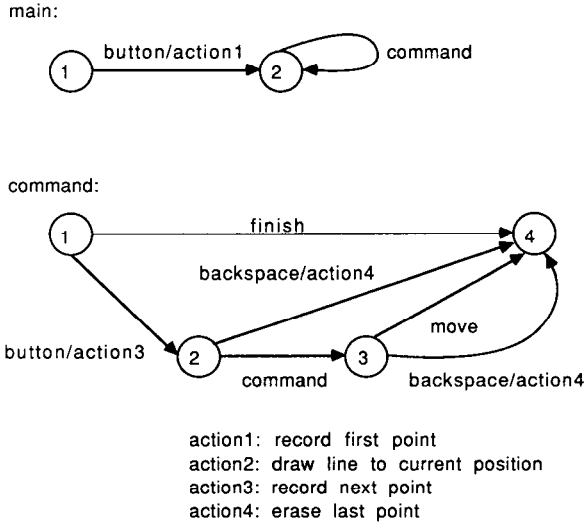 main:
button/action1
command
1
2
command:
1
finish
4
backspace/action4
move
button/action3
2
3
command
backspace/action4
action1: record first point
action2: draw line to current position
action3: record next point
action4: erase last point